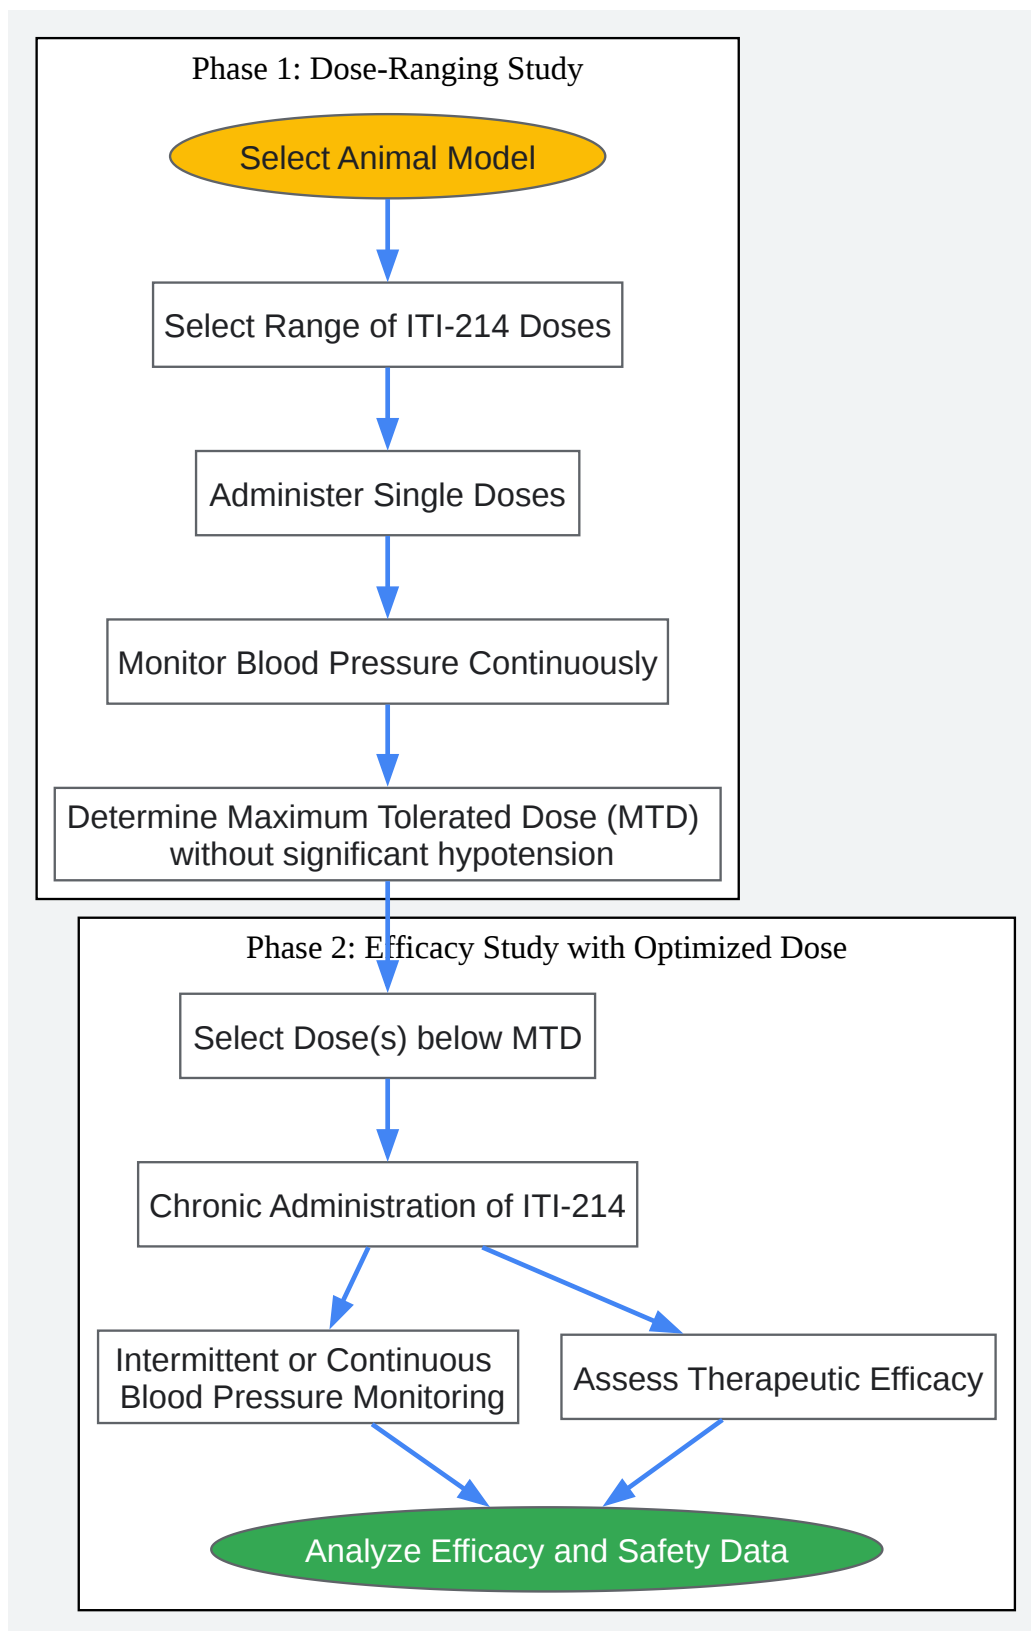 Phase 1: Dose-Ranging Study
Select Animal Model
Select Range of ITI-214 Doses
Administer Single Doses
Monitor Blood Pressure Continuously
Determine Maximum Tolerated Dose (MTD)
without significant hypotension
Phase 2: Efficacy Study with Optimized Dose
Select Dose(s) below MTD
Chronic Administration of ITI-214
Intermittent or Continuous
Blood Pressure Monitoring
Assess Therapeutic Efficacy
Analyze Efficacy and Safety Data